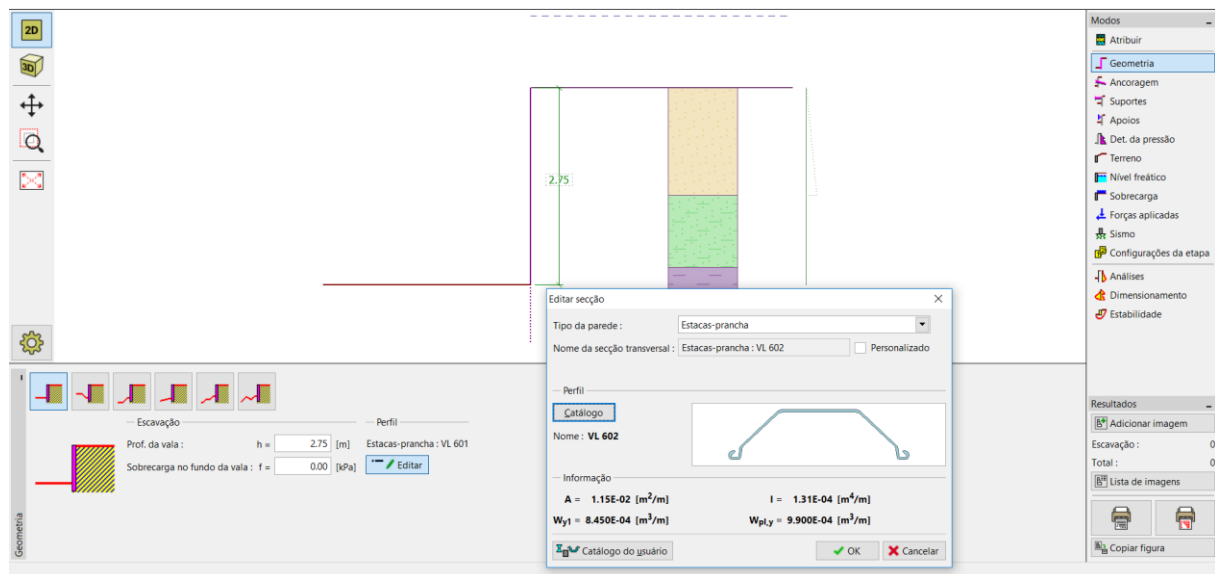 2D
3D
2.75
Editar secção
Tipo da parede :
Estacas-prancha
Nome da secção transversal :
Estacas-prancha : VL 602
Personalizado
Perfil
Catálogo
Nome : VL 602
Informação
A = 1.15E-02 [m²/m]
I = 1.31E-04 [m⁴/m]
Wy1 = 8.450E-04 [m³/m]
Wpl,y = 9.900E-04 [m³/m]
Catálogo do usuário
OK
Cancelar
Escavação
Prof. da vala : h = 2.75 [m]
Sobrecarga no fundo da vala : f = 0.00 [kPa]
Perfil
Estacas-prancha : VL 601
Editar
Geometria
Modos
Atribuir
Geometria
Ancoragem
Suportes
Apoios
Det. da pressão
Terreno
Nível freático
Sobrecarga
Forças aplicadas
Sismo
Configurações da etapa
Análises
Dimensionamento
Estabilidade
Resultados
Adicionar imagem
Escavação : 0
Total : 0
Lista de imagens
Copiar figura